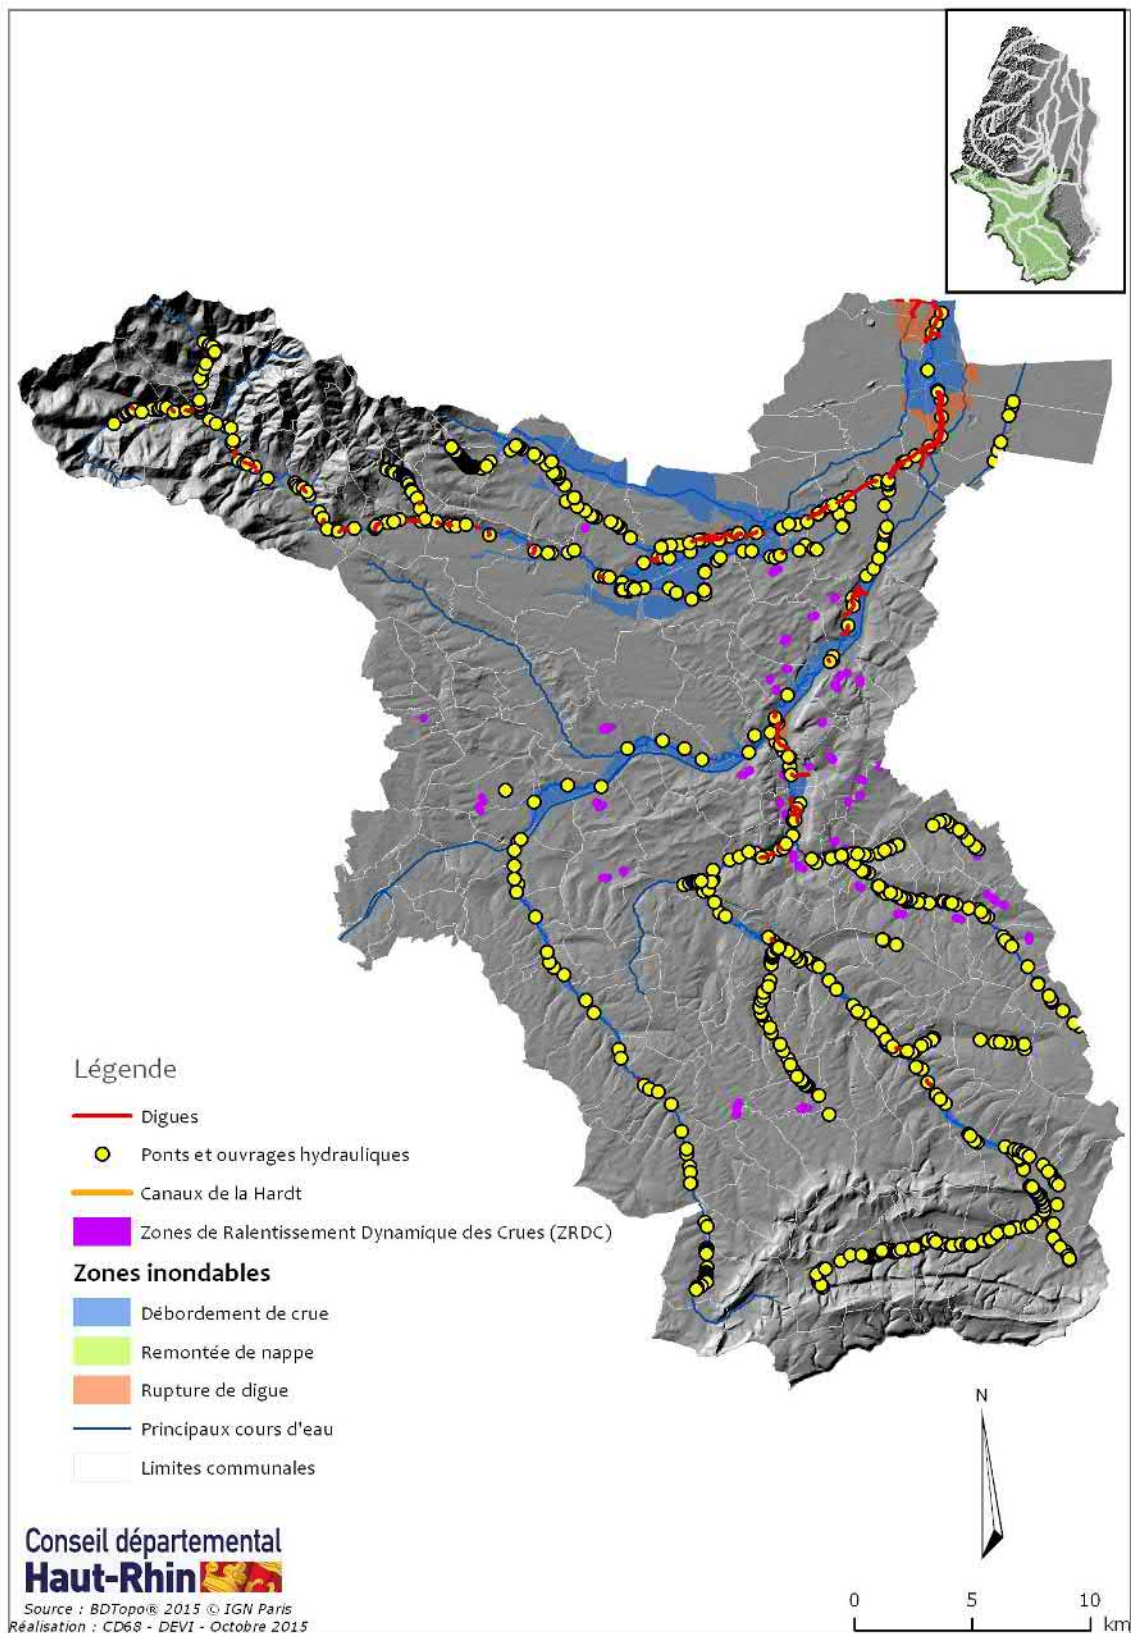 Légende
Digues
Ponts et ouvrages hydrauliques
Canaux de la Hardt
Zones de Ralentissement Dynamique des Crues (ZRDC)
Zones inondables
Débordement de crue
Remontée de nappe
Rupture de digue
Principaux cours d'eau
Limites communales
N
Conseil départemental
Haut-Rhin
Source : BDTopo® 2015 © IGN Paris
Réalisation : CD68 - DEVI - Octobre 2015
0 5 10
km